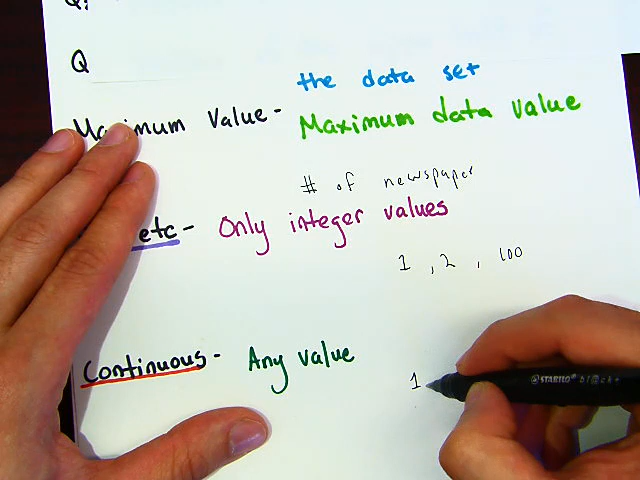 Q
the data set
Maximum Value - Maximum data value
# of newspaper
etc - Only integer values
1 , 2 , 100
Continuous - Any value
1
STABILO black